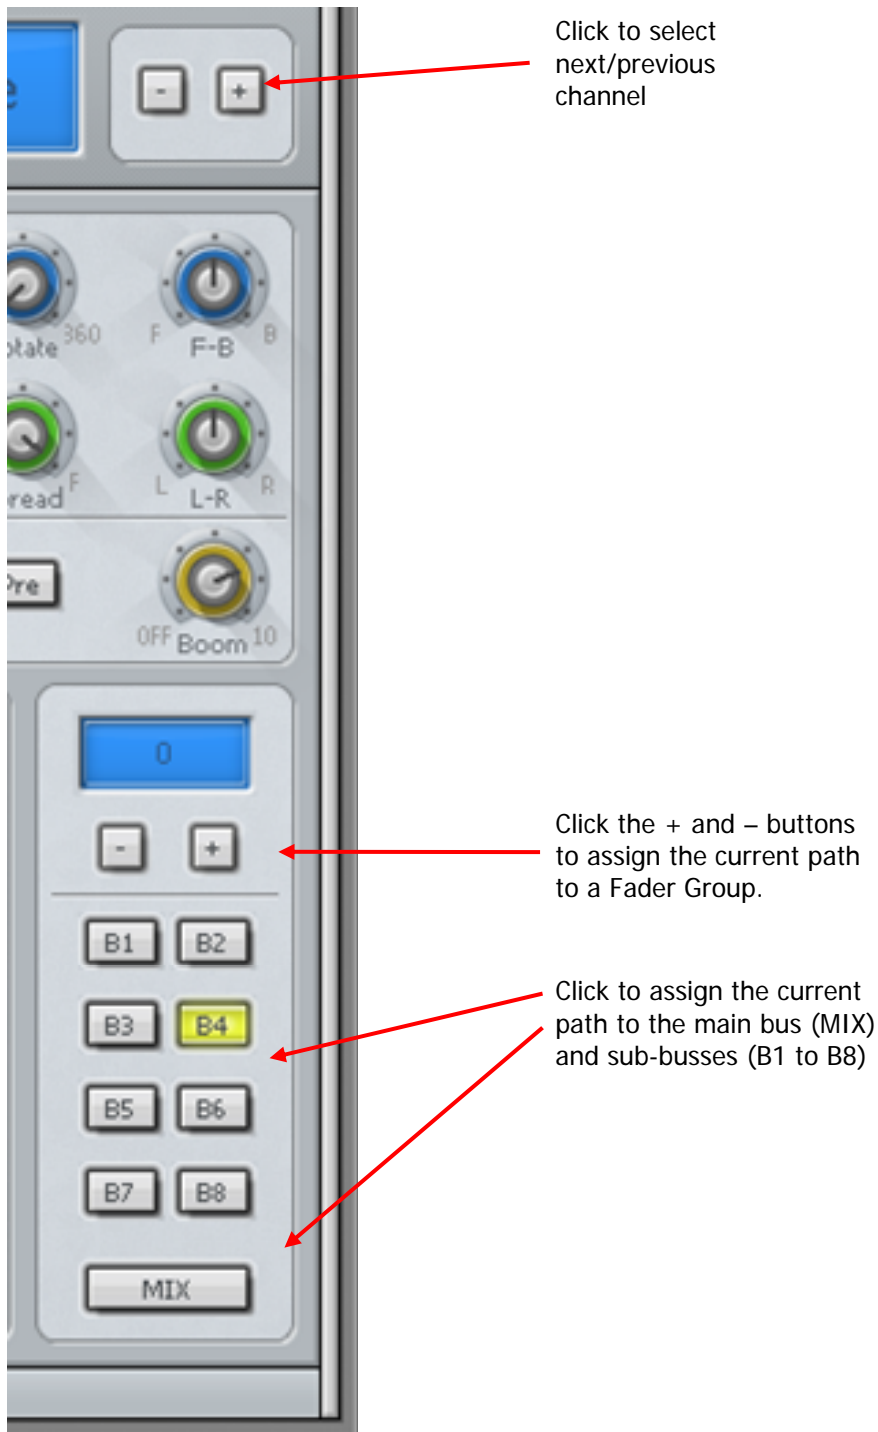 Click to select
next/previous
channel
e
- +
360
F B
otate F-B
F
L R
read L-R
Pre
OFF Boom 10
0
- +
Click the + and – buttons
to assign the current path
to a Fader Group.
B1 B2
B3 B4
Click to assign the current
path to the main bus (MIX)
and sub-busses (B1 to B8)
B5 B6
B7 B8
MIX